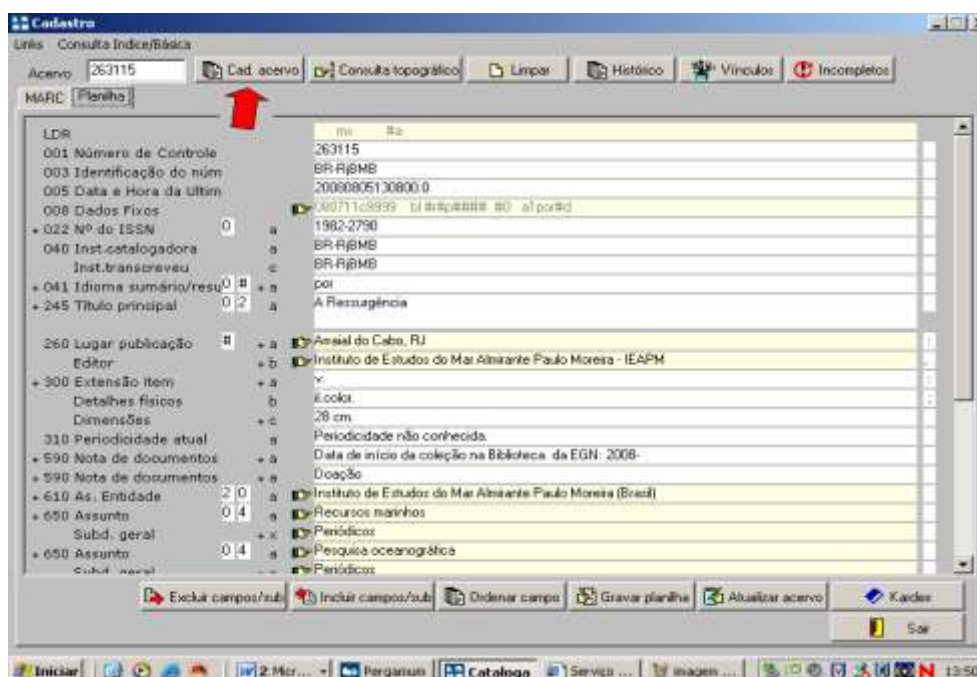 Cadastro
Links Consulta Indice/Básica
Acervo 263115 Cad. acervo Consulta topográfico Limpar Histórico Vínculos Incompletos
MARC Planilha
LDR
001 Número de Controle 263115
003 Identificação do núm BR-RjBMB
005 Data e Hora da Ultim 20080805130800.0
008 Dados Fixos
+ 022 Nº do ISSN 0 a 1982-2790
040 Inst.catalogadora a BR-RjBMB
Inst.transcreveu c BR-RjBMB
+ 041 Idioma sumário/resu 0 # + a por
+ 245 Título principal 0 2 a A Ressurgência
260 Lugar publicação # + a Arraial do Cabo, RJ
Editor + b Instituto de Estudos do Mar Almirante Paulo Moreira - IEAPM
+ 300 Extensão item + a v.
Detalhes físicos b il.color.
Dimensões + c 28 cm.
310 Periodicidade atual a Periodicidade não conhecida.
+ 590 Nota de documentos + a Data de início da coleção na Biblioteca da EGN: 2008-
+ 590 Nota de documentos + a Doação
+ 610 As. Entidade 2 0 a Instituto de Estudos do Mar Almirante Paulo Moreira (Brasil)
+ 650 Assunto 0 4 a Recursos marinhos
Subd. geral + x Periódicos
+ 650 Assunto 0 4 a Pesquisa oceanográfica
Subd. geral Periódicos
Excluir campos/sub Incluir campos/sub Ordenar campo Gravar planilha Atualizar acervo Kardex
Sair
Iniciar 2 Micr... Pergamum Cataloga Serviço ... imagen ... 13:50